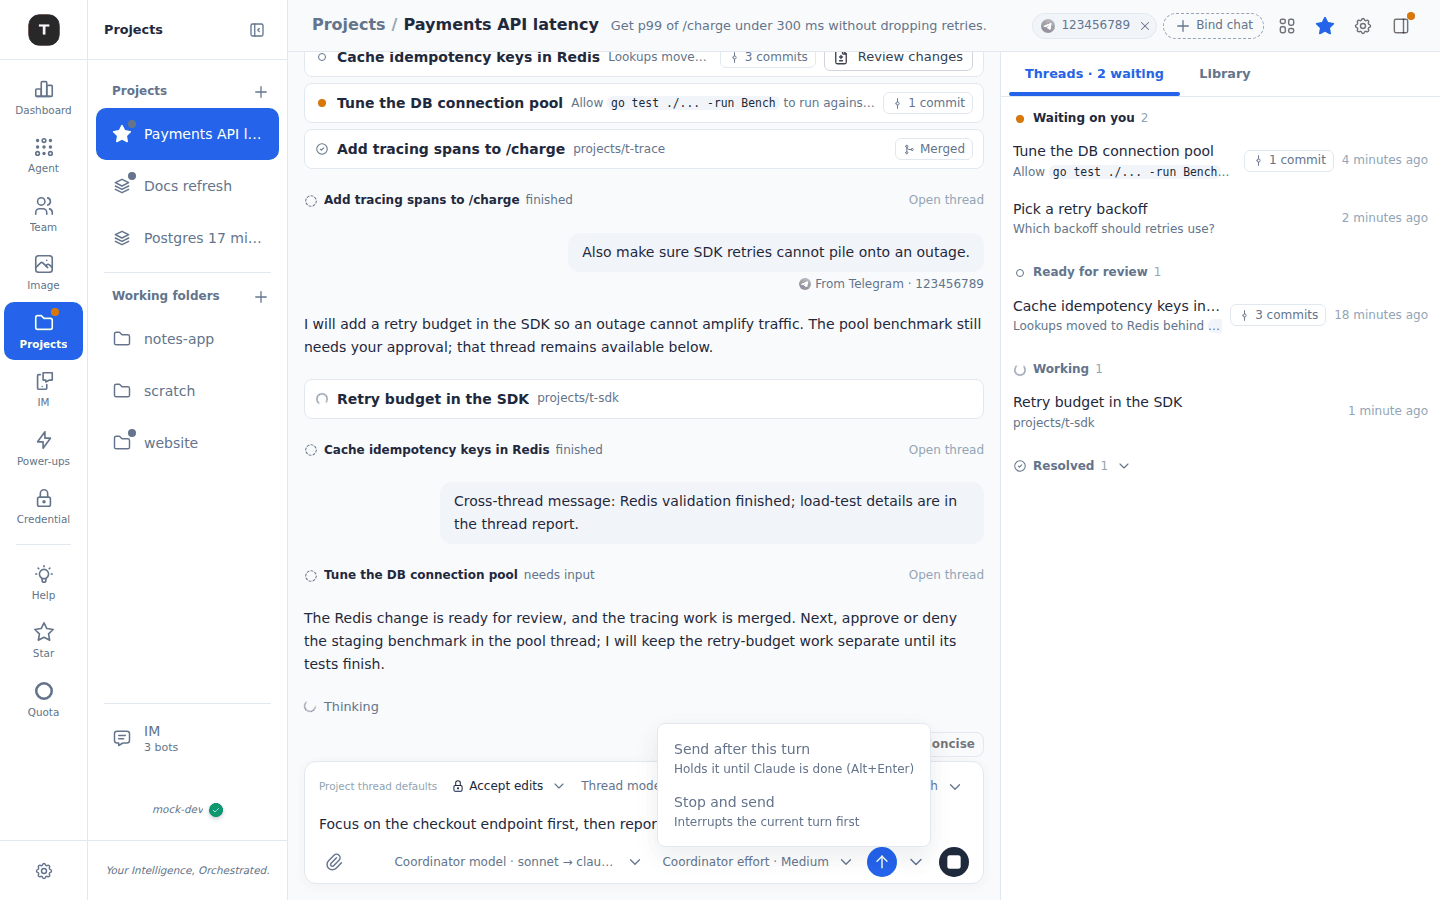 T
Dashboard
Agent
Team
Image
Projects
IM
Power-ups
Credential
Help
Star
Quota
Projects
Projects
Payments API l...
Docs refresh
Postgres 17 mi...
Working folders
notes-app
scratch
website
IM
3 bots
mock-dev
Your Intelligence, Orchestrated.
Projects / Payments API latency Get p99 of /charge under 300 ms without dropping retries.
123456789
Bind chat
Cache idempotency keys in Redis Lookups move... 3 commits Review changes
Tune the DB connection pool Allow go test ./... -run Bench to run agains... 1 commit
Add tracing spans to /charge projects/t-trace Merged
Add tracing spans to /charge finished Open thread
Also make sure SDK retries cannot pile onto an outage.
From Telegram · 123456789
I will add a retry budget in the SDK so an outage cannot amplify traffic. The pool benchmark still
needs your approval; that thread remains available below.
Retry budget in the SDK projects/t-sdk
Cache idempotency keys in Redis finished Open thread
Cross-thread message: Redis validation finished; load-test details are in
the thread report.
Tune the DB connection pool needs input Open thread
The Redis change is ready for review, and the tracing work is merged. Next, approve or deny
the staging benchmark in the pool thread; I will keep the retry-budget work separate until its
tests finish.
Thinking
oncise
Send after this turn
Holds it until Claude is done (Alt+Enter)
Stop and send
Interrupts the current turn first
Project thread defaults Accept edits Thread mode h
Focus on the checkout endpoint first, then repor
Coordinator model · sonnet → clau... Coordinator effort · Medium
Threads · 2 waiting Library
Waiting on you 2
Tune the DB connection pool
Allow go test ./... -run Bench... 1 commit 4 minutes ago
Pick a retry backoff
Which backoff should retries use? 2 minutes ago
Ready for review 1
Cache idempotency keys in...
Lookups moved to Redis behind ... 3 commits 18 minutes ago
Working 1
Retry budget in the SDK
projects/t-sdk 1 minute ago
Resolved 1